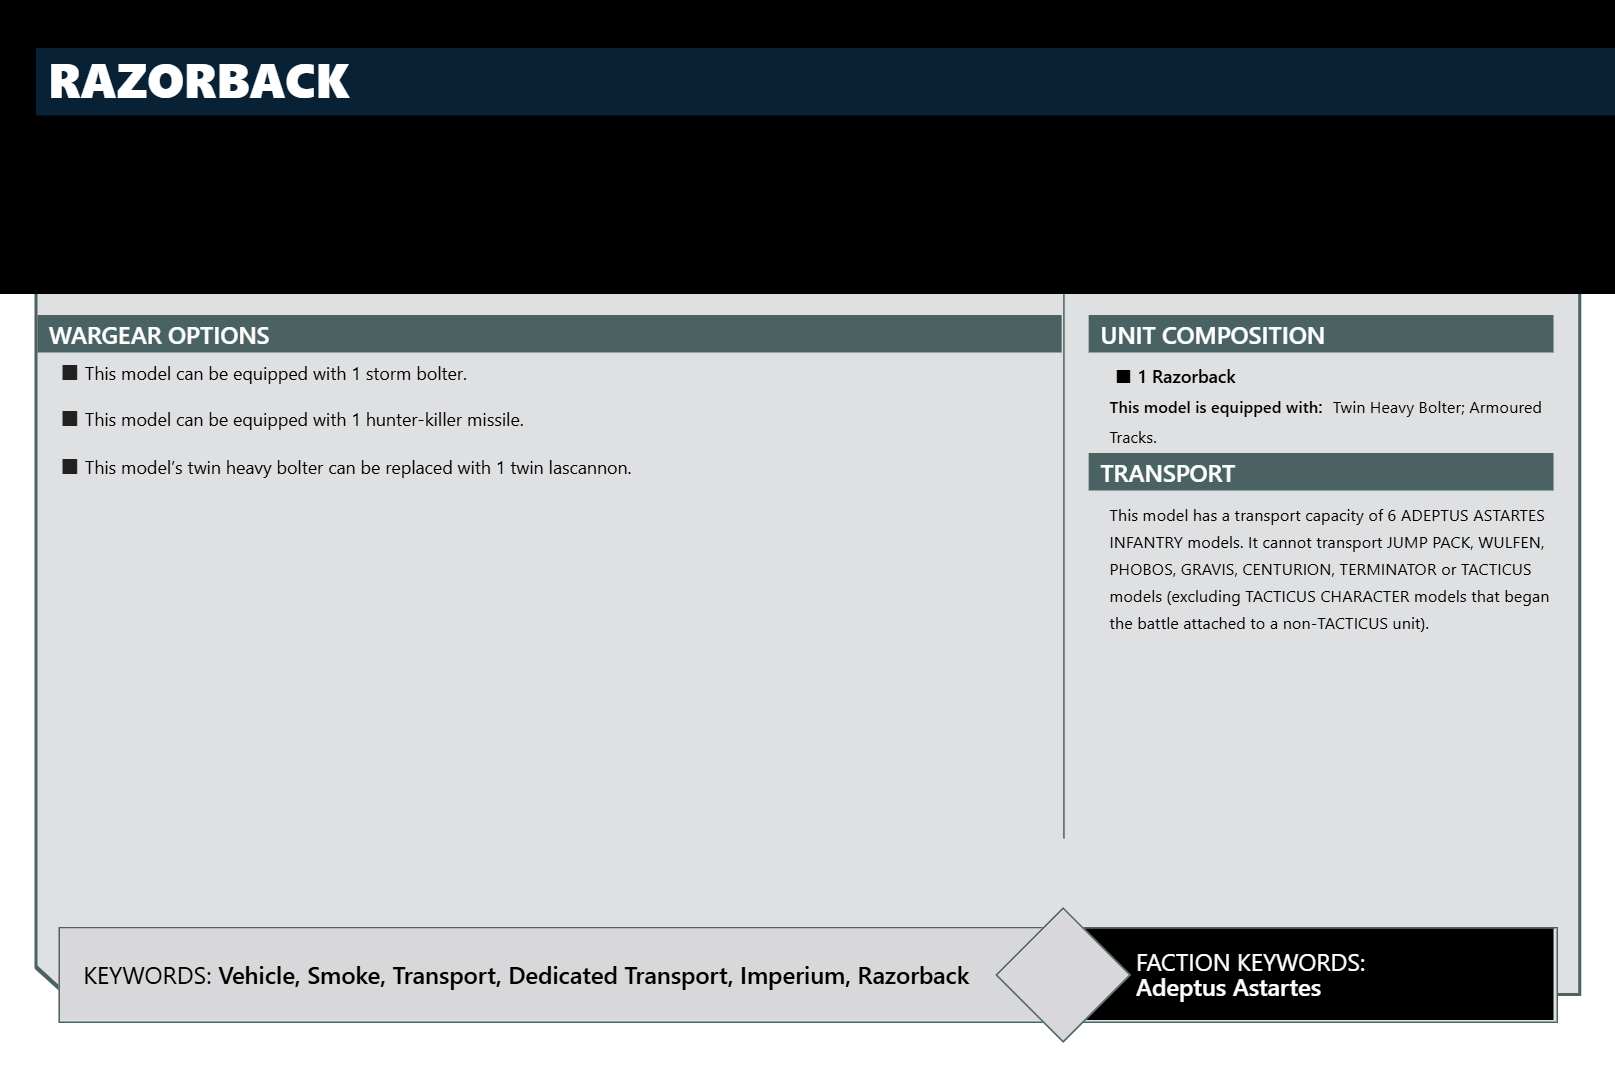 RAZORBACK
WARGEAR OPTIONS
■ This model can be equipped with 1 storm bolter.
■ This model can be equipped with 1 hunter-killer missile.
■ This model’s twin heavy bolter can be replaced with 1 twin lascannon.
UNIT COMPOSITION
■ 1 Razorback
This model is equipped with: Twin Heavy Bolter; Armoured
Tracks.
TRANSPORT
This model has a transport capacity of 6 ADEPTUS ASTARTES
INFANTRY models. It cannot transport JUMP PACK, WULFEN,
PHOBOS, GRAVIS, CENTURION, TERMINATOR or TACTICUS
models (excluding TACTICUS CHARACTER models that began
the battle attached to a non-TACTICUS unit).
KEYWORDS: Vehicle, Smoke, Transport, Dedicated Transport, Imperium, Razorback
FACTION KEYWORDS:
Adeptus Astartes